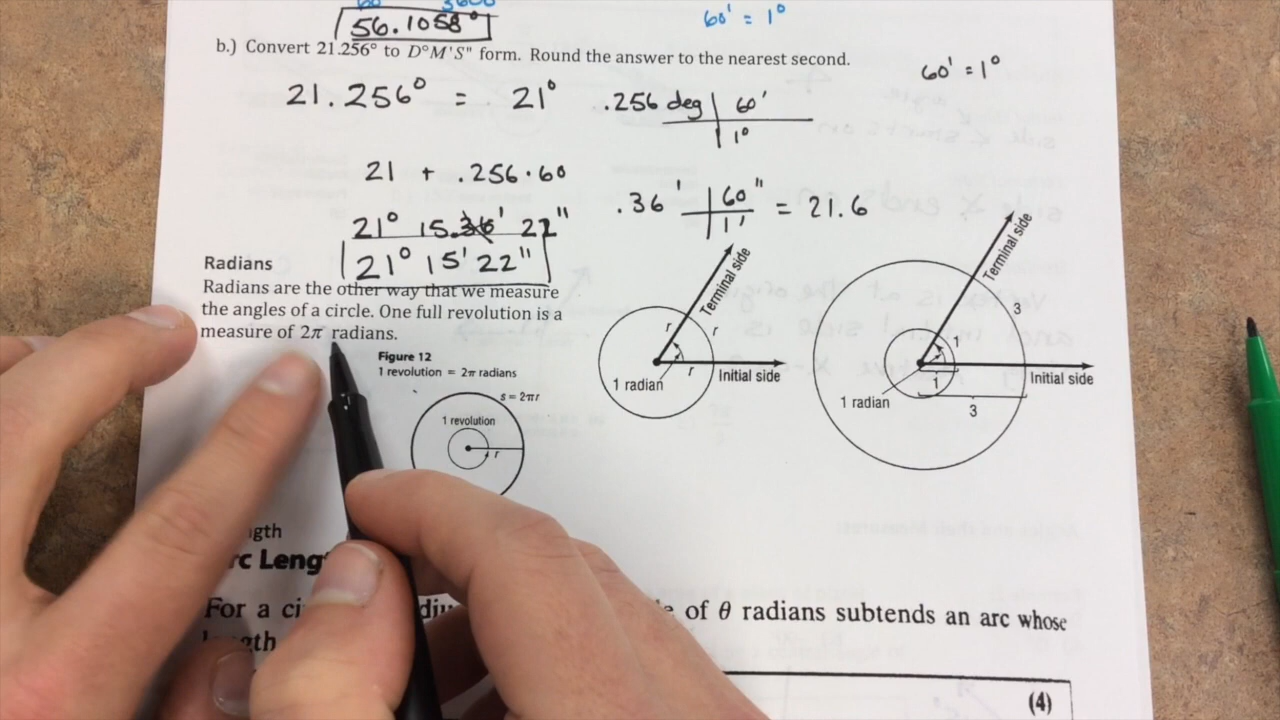 56.1058°
60' = 1°
b.) Convert 21.256° to D°M'S" form. Round the answer to the nearest second.
60' = 1°
21.256° = 21°
.256 deg | 60'
1°
21 + .256·60
.36' | 60" = 21.6
1'
21° 15.36' 22"
21° 15' 22"
Radians
Radians are the other way that we measure
the angles of a circle. One full revolution is a
measure of 2π radians.
Figure 12
1 revolution = 2π radians
s = 2πr
1 revolution
r
Terminal side
r
r
r
1 radian
Initial side
Terminal side
3
1
1
1 radian
Initial side
3
For a
of θ radians subtends an arc whose
(4)